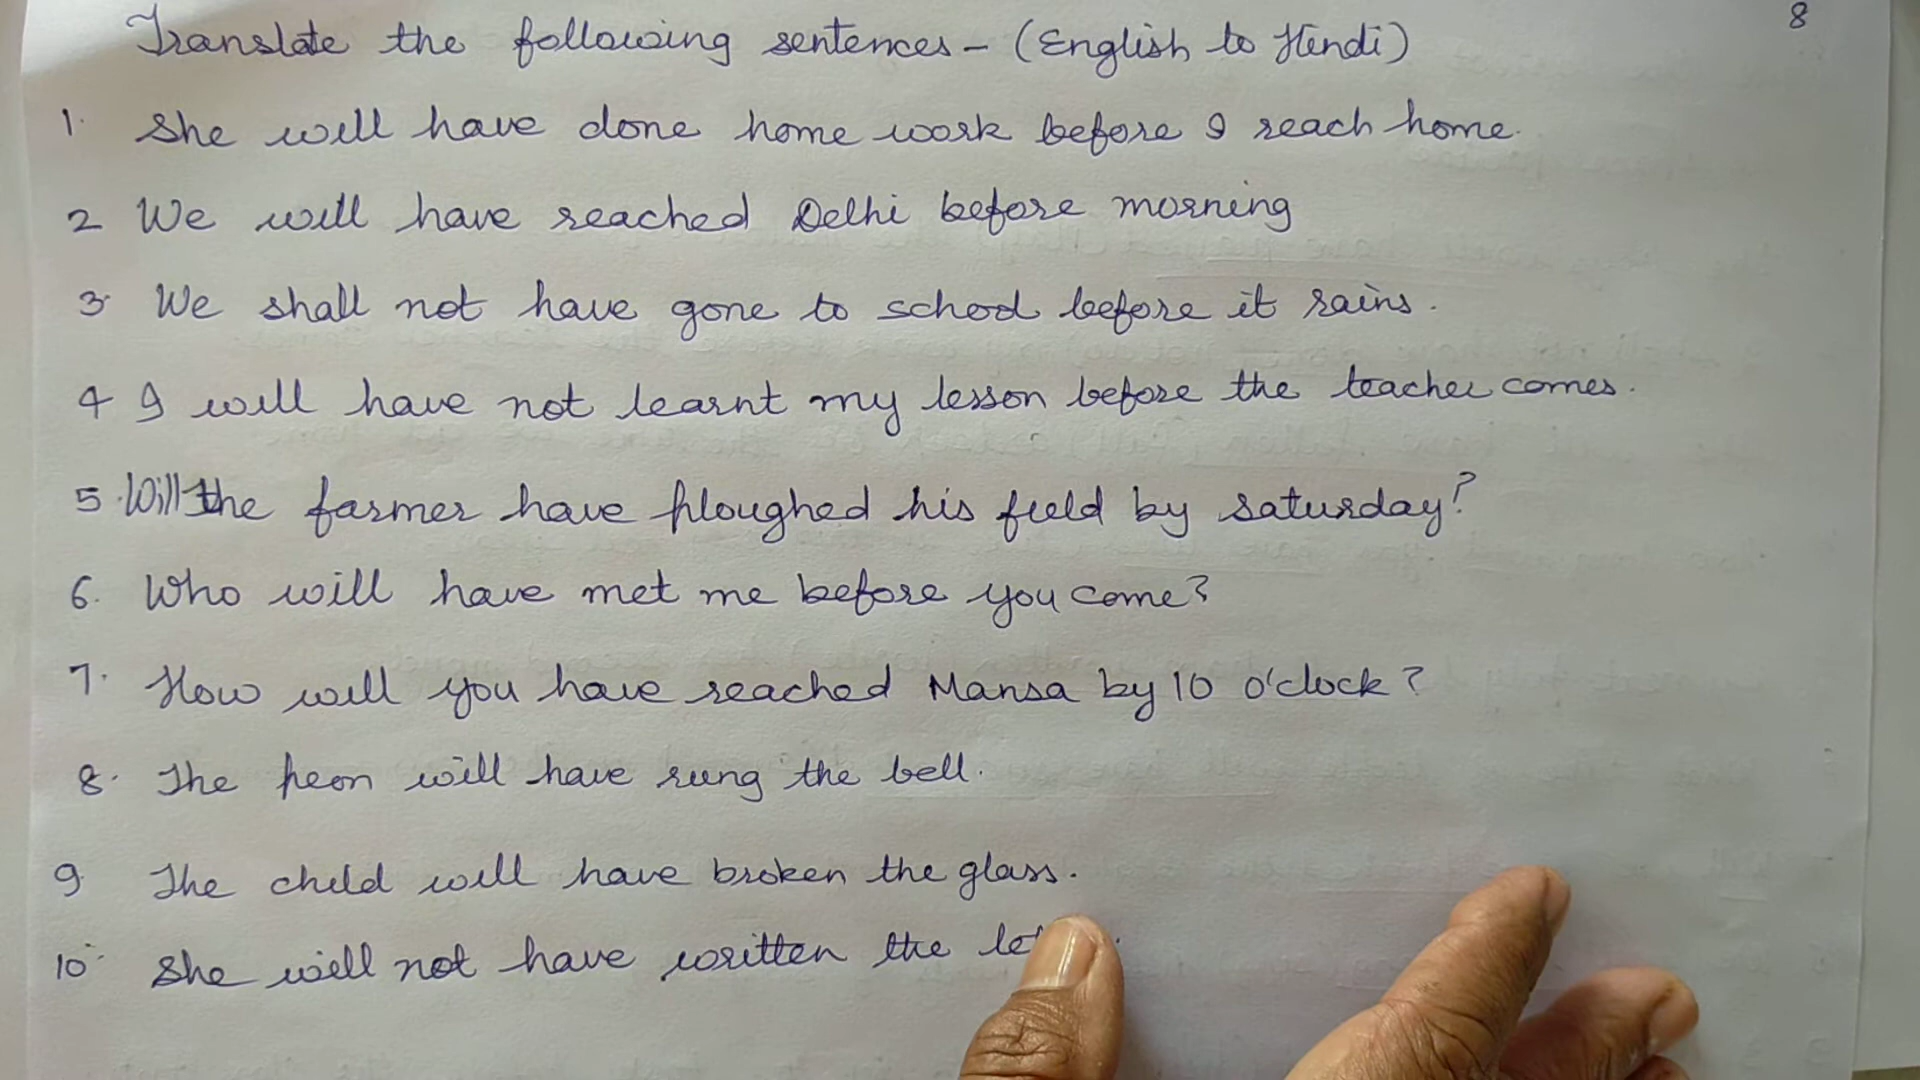 8
Translate the following sentences - (English to Hindi)
1. She will have done home work before I reach home.
2 We will have reached Delhi before morning
3. We shall not have gone to school before it rains.
4 I will have not learnt my lesson before the teacher comes.
5. Will the farmer have ploughed his field by saturday?
6. Who will have met me before you come?
7. How will you have reached Mansa by 10 o'clock?
8. The peon will have rung the bell.
9 The child will have broken the glass.
10. She will not have written the